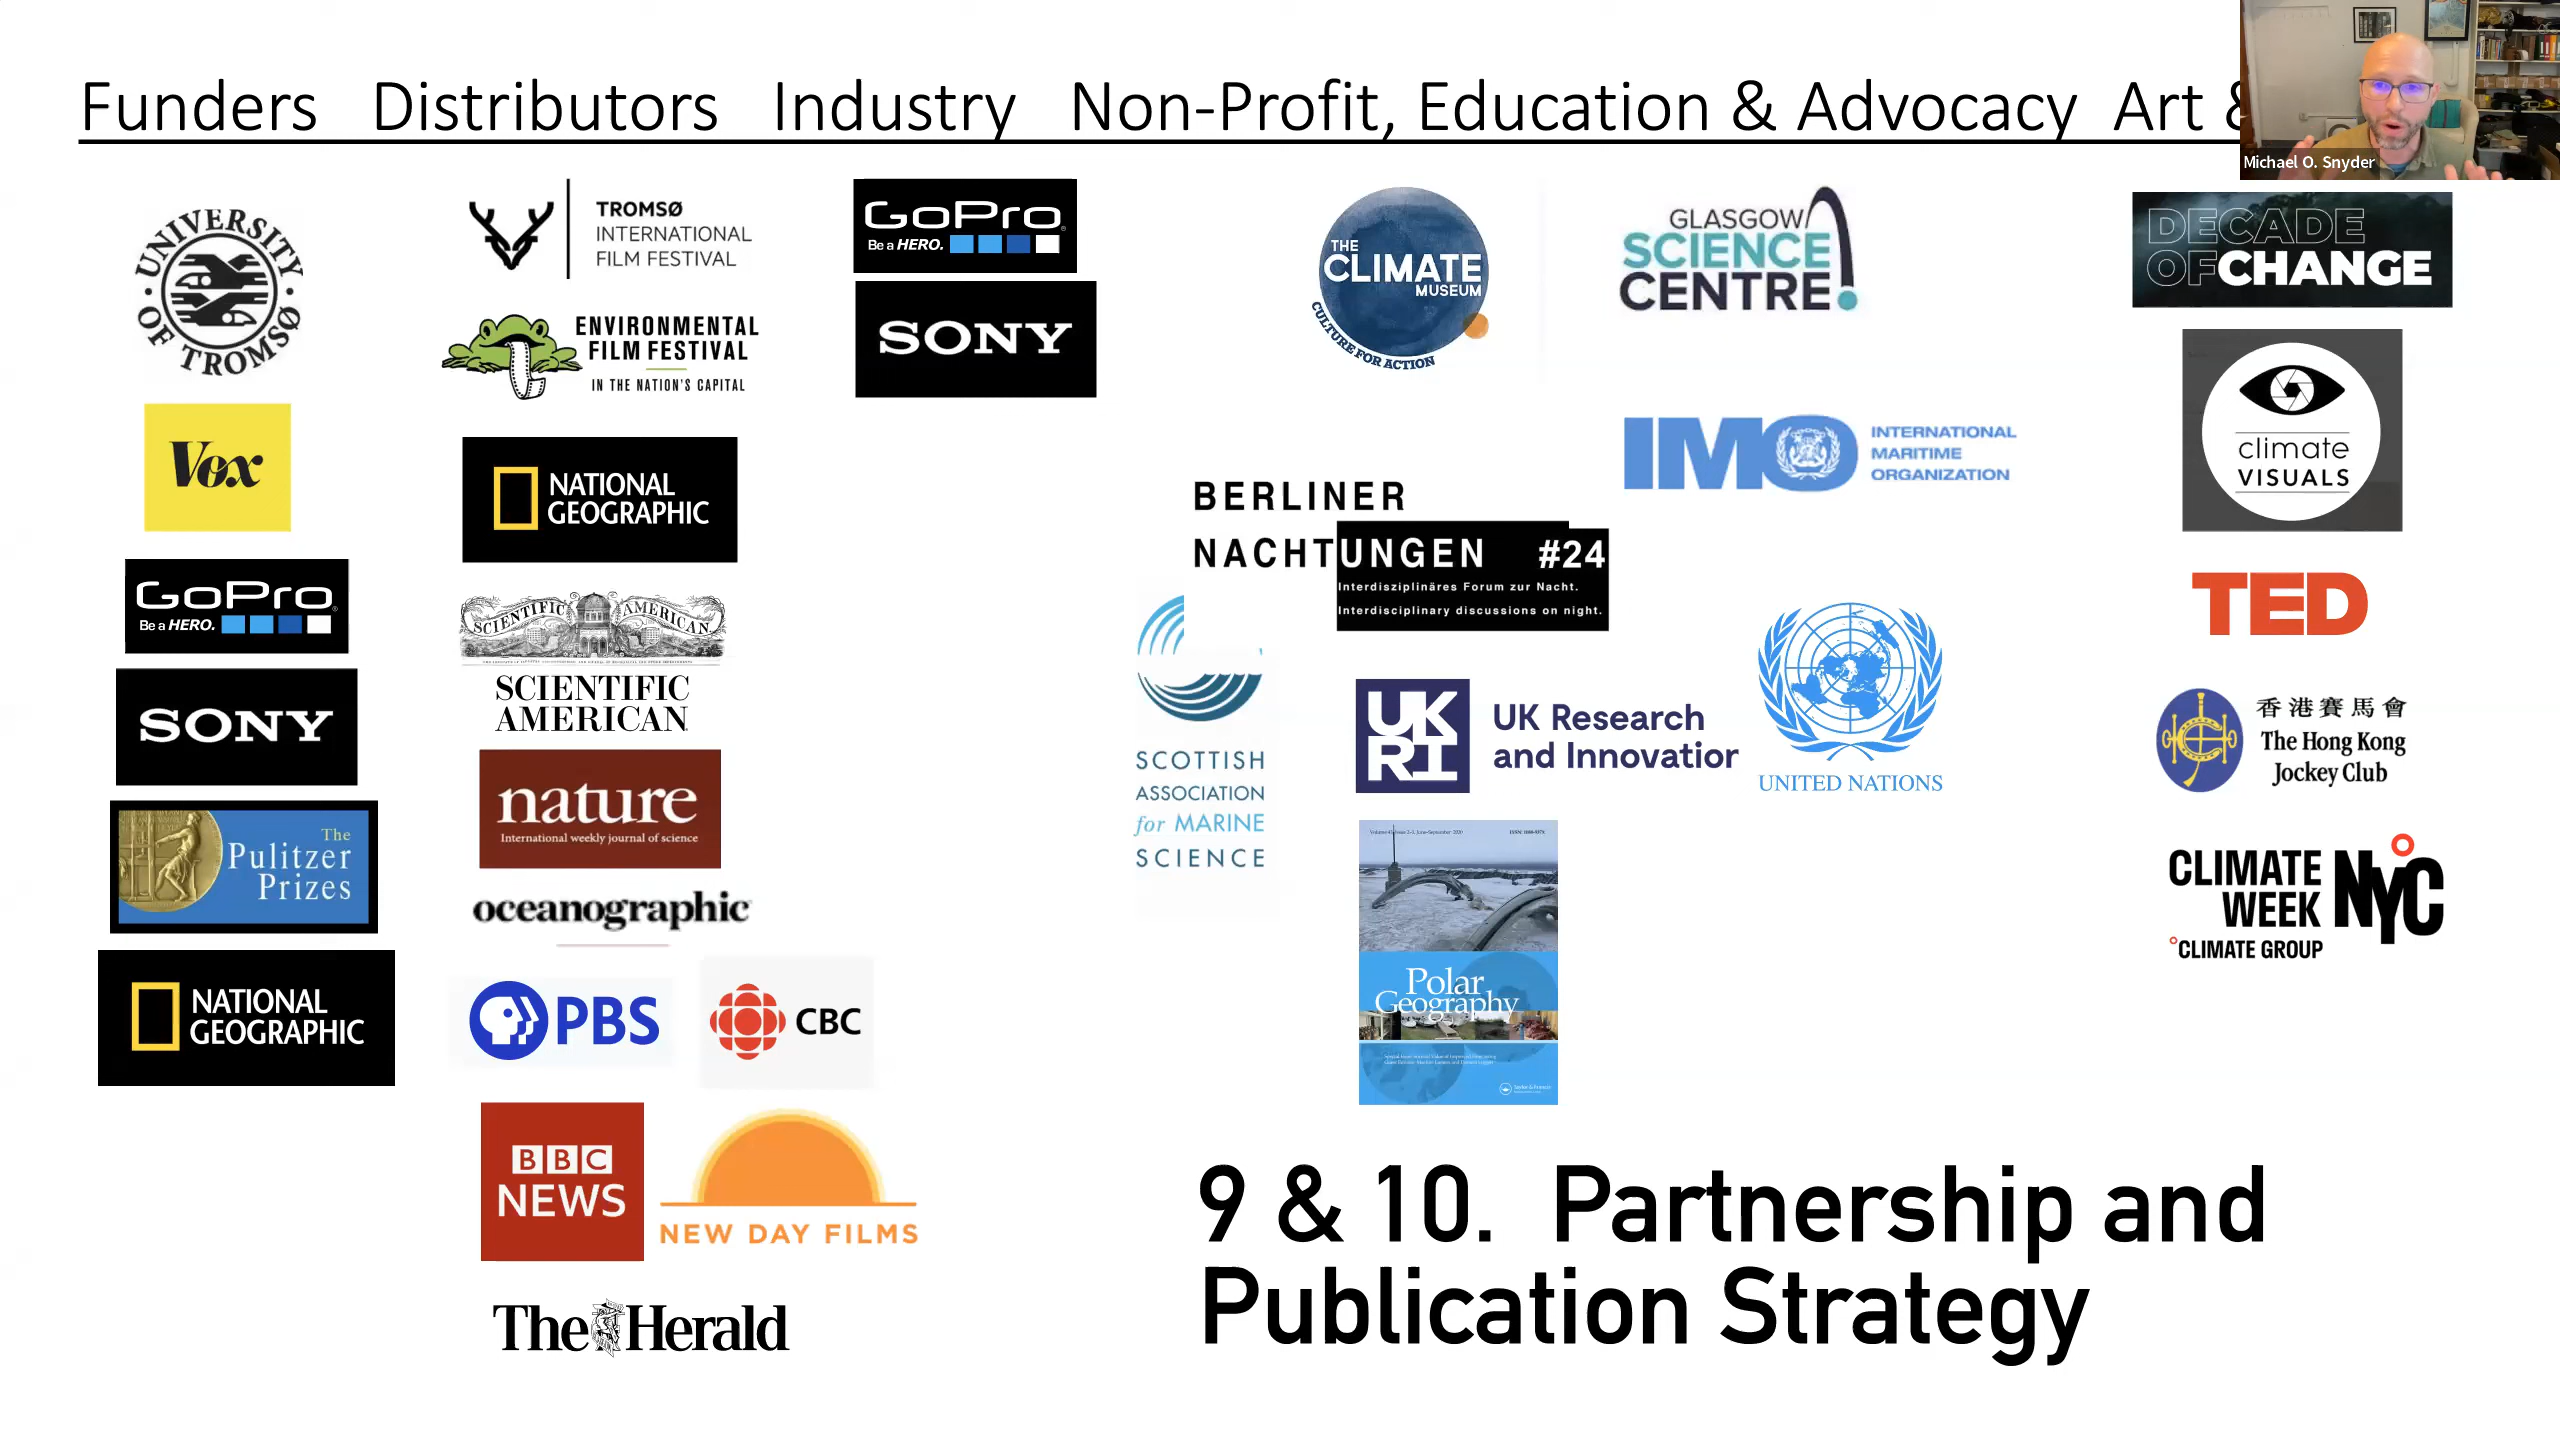 Funders Distributors Industry Non-Profit, Education & Advocacy Art &
Michael O. Snyder
UNIVERSITY
OF TROMSØ
Vox
GoPro
Be a HERO.
SONY
The
Pulitzer
Prizes
NATIONAL
GEOGRAPHIC
TROMSØ
INTERNATIONAL
FILM FESTIVAL
ENVIRONMENTAL
FILM FESTIVAL
IN THE NATION'S CAPITAL
NATIONAL
GEOGRAPHIC
SCIENTIFIC AMERICAN
SCIENTIFIC
AMERICAN
nature
International weekly journal of science
oceanographic
PBS
CBC
BBC
NEWS
NEW DAY FILMS
The Herald
GoPro
Be a HERO.
SONY
THE
CLIMATE
MUSEUM
CULTURE FOR ACTION
GLASGOW
SCIENCE
CENTRE
IMO
INTERNATIONAL
MARITIME
ORGANIZATION
BERLINER
NACHTUNGEN #24
Interdisziplinäres Forum zur Nacht.
Interdisciplinary discussions on night.
SCOTTISH
ASSOCIATION
for MARINE
SCIENCE
UK
RI
UK Research
and Innovation
UNITED NATIONS
Polar
Geography
DECADE
OF CHANGE
climate
VISUALS
TED
香港賽馬會
The Hong Kong
Jockey Club
CLIMATE
WEEK
NYC
°CLIMATE GROUP
9 & 10. Partnership and
Publication Strategy